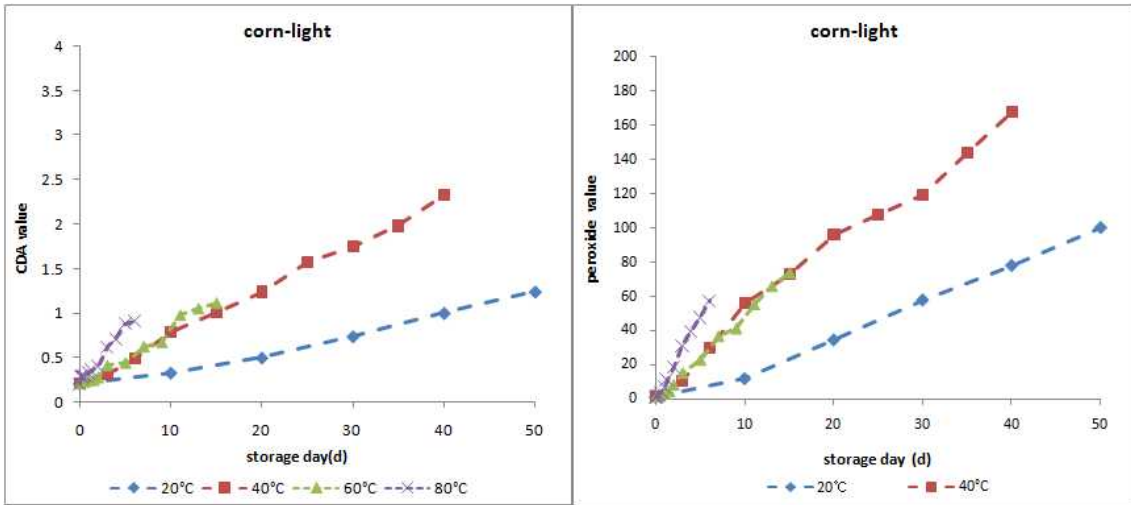 corn-light
4
3.5
3
2.5
2
1.5
1
0.5
0
CDA value
0 10 20 30 40 50
storage day(d)
20°C 40°C 60°C 80°C
corn-light
200
180
160
140
120
100
80
60
40
20
0
peroxide value
0 10 20 30 40 50
storage day (d)
20℃ 40°C